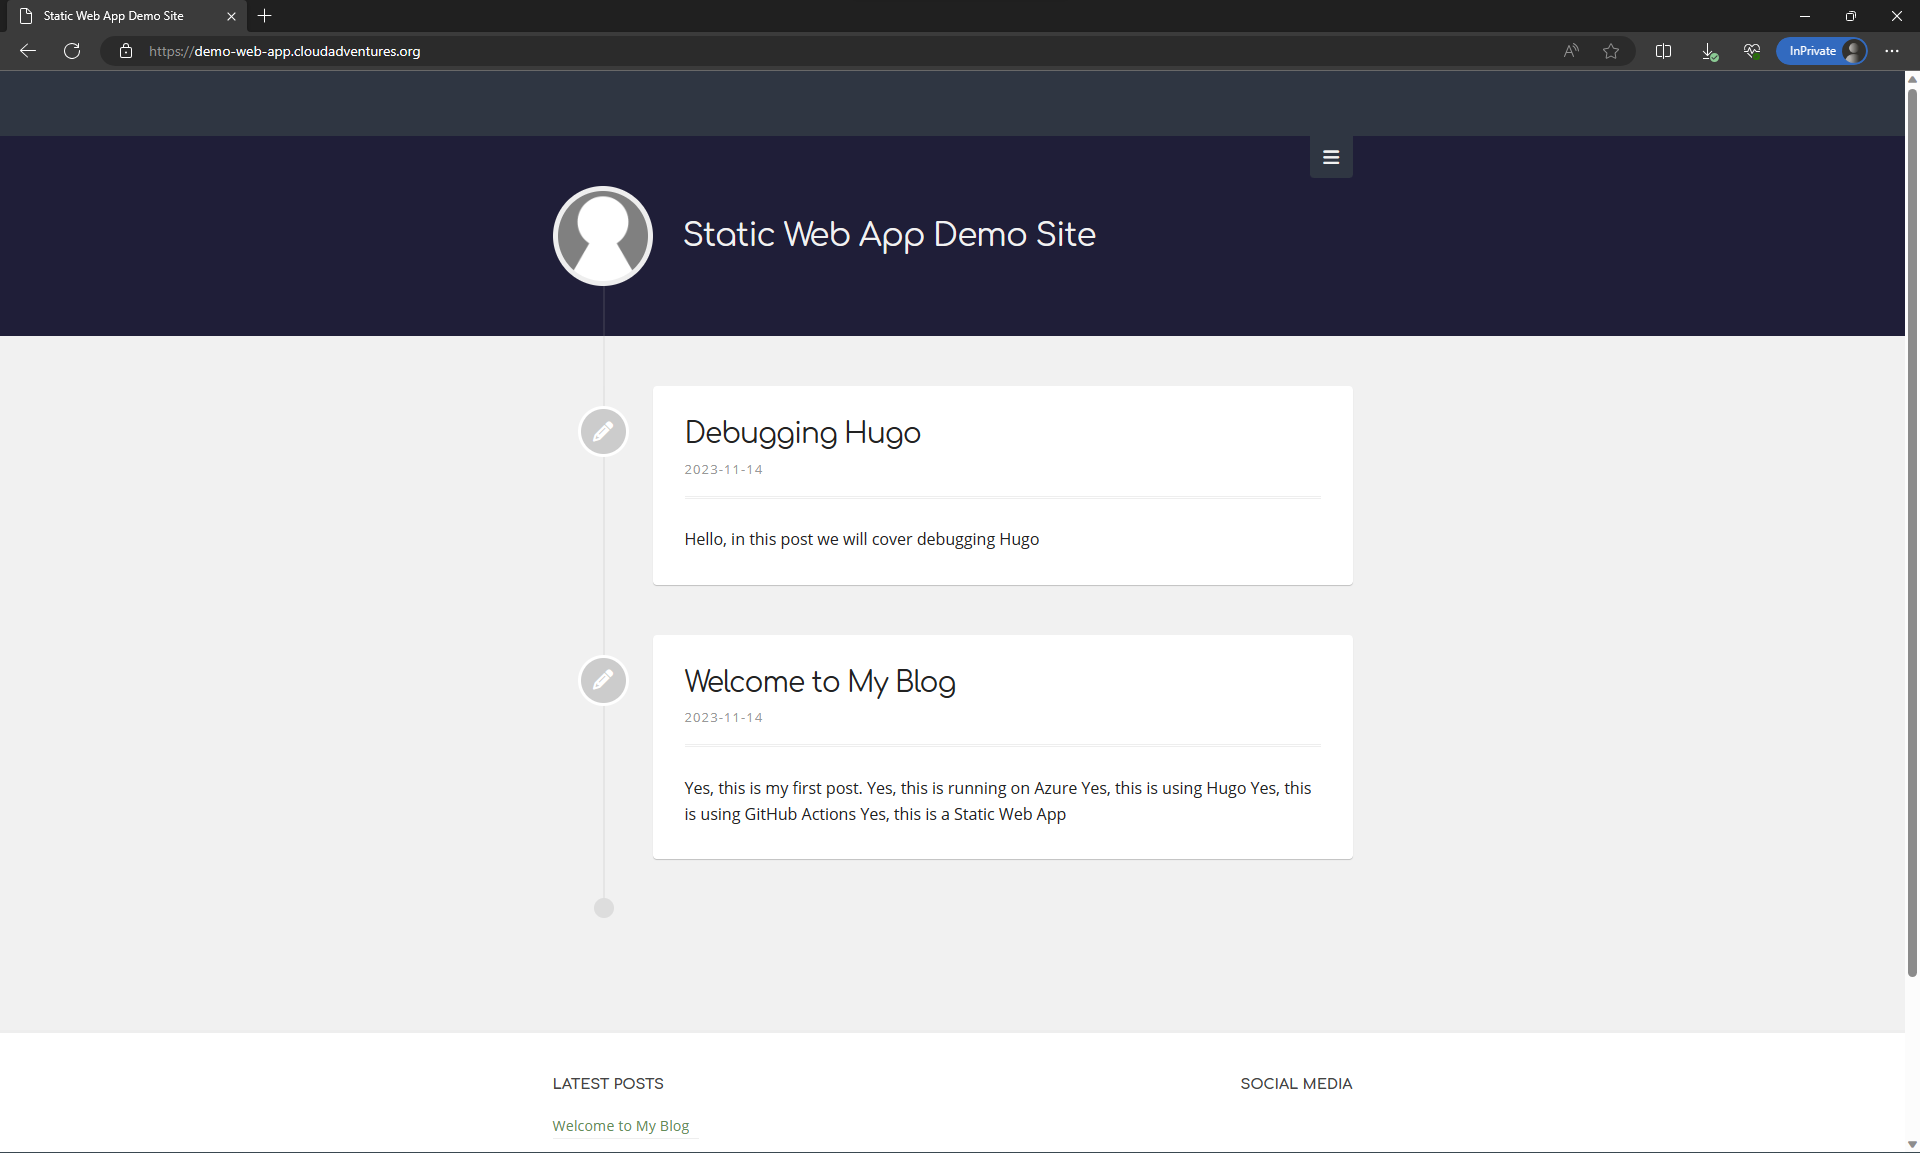 Static Web App Demo Site
https://demo-web-app.cloudadventures.org
InPrivate
Static Web App Demo Site
Debugging Hugo
2023-11-14
Hello, in this post we will cover debugging Hugo
Welcome to My Blog
2023-11-14
Yes, this is my first post. Yes, this is running on Azure Yes, this is using Hugo Yes, this
is using GitHub Actions Yes, this is a Static Web App
LATEST POSTS
SOCIAL MEDIA
Welcome to My Blog